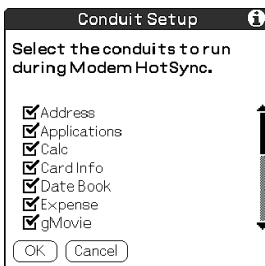 Conduit Setup
Select the conduits to run
during Modem HotSync.
Address
Applications
Calc
Card Info
Date Book
Expense
gMovie
OK Cancel